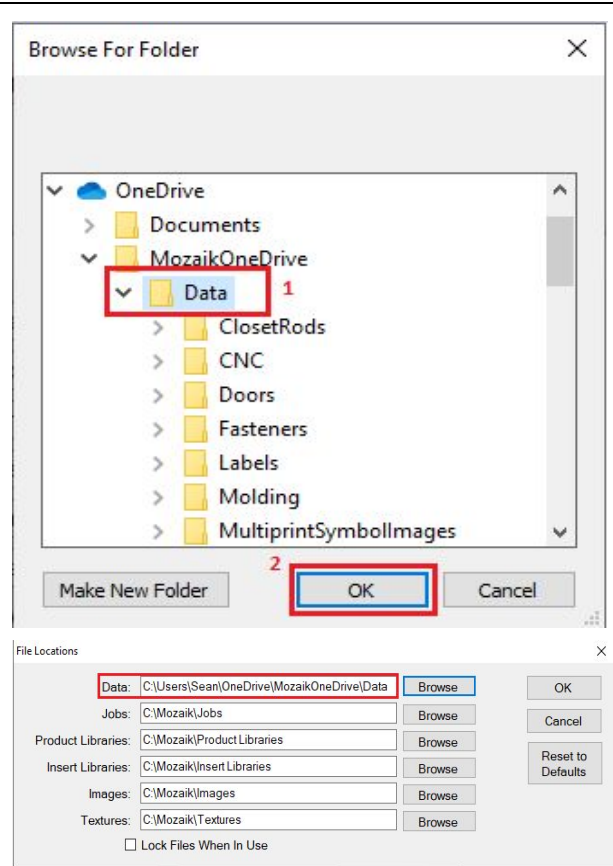 Browse For Folder
OneDrive
Documents
MozaikOneDrive
Data 1
ClosetRods
CNC
Doors
Fasteners
Labels
Molding
MultiprintSymbolImages
2
Make New Folder OK Cancel
File Locations
Data: C:\Users\Sean\OneDrive\MozaikOneDrive\Data Browse OK
Jobs: C:\Mozaik\Jobs Browse Cancel
Product Libraries: C:\Mozaik\Product Libraries Browse
Insert Libraries: C:\Mozaik\Insert Libraries Browse Reset to Defaults
Images: C:\Mozaik\Images Browse
Textures: C:\Mozaik\Textures Browse
Lock Files When In Use